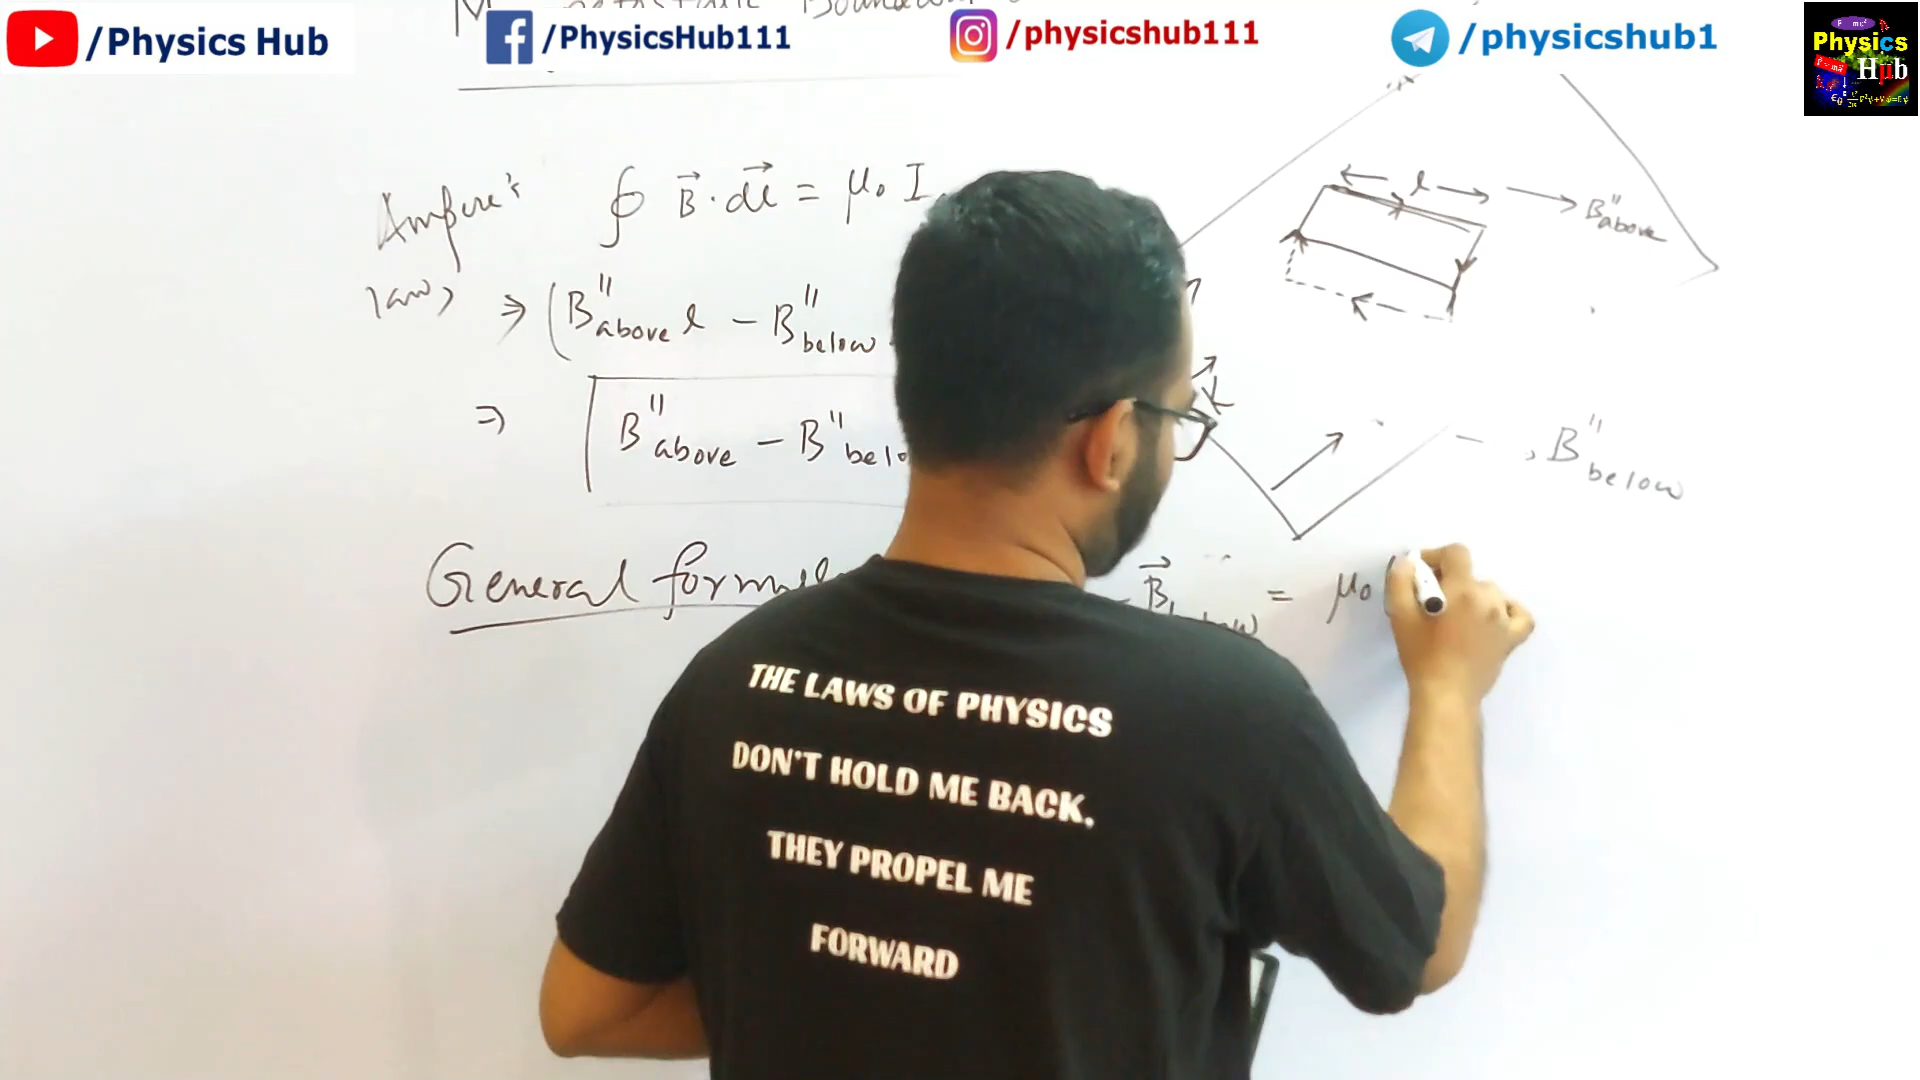 /Physics Hub
/PhysicsHub111
/physicshub111
/physicshub1
Physics Hub
Ampere's law
∮ B⃗ · dl⃗ = μ₀ I
⇒ (B"above l − B"below
⇒ B"above − B"below
General formula
B⃗below = μ₀
l
B"above
K
B"below
THE LAWS OF PHYSICS
DON'T HOLD ME BACK.
THEY PROPEL ME
FORWARD